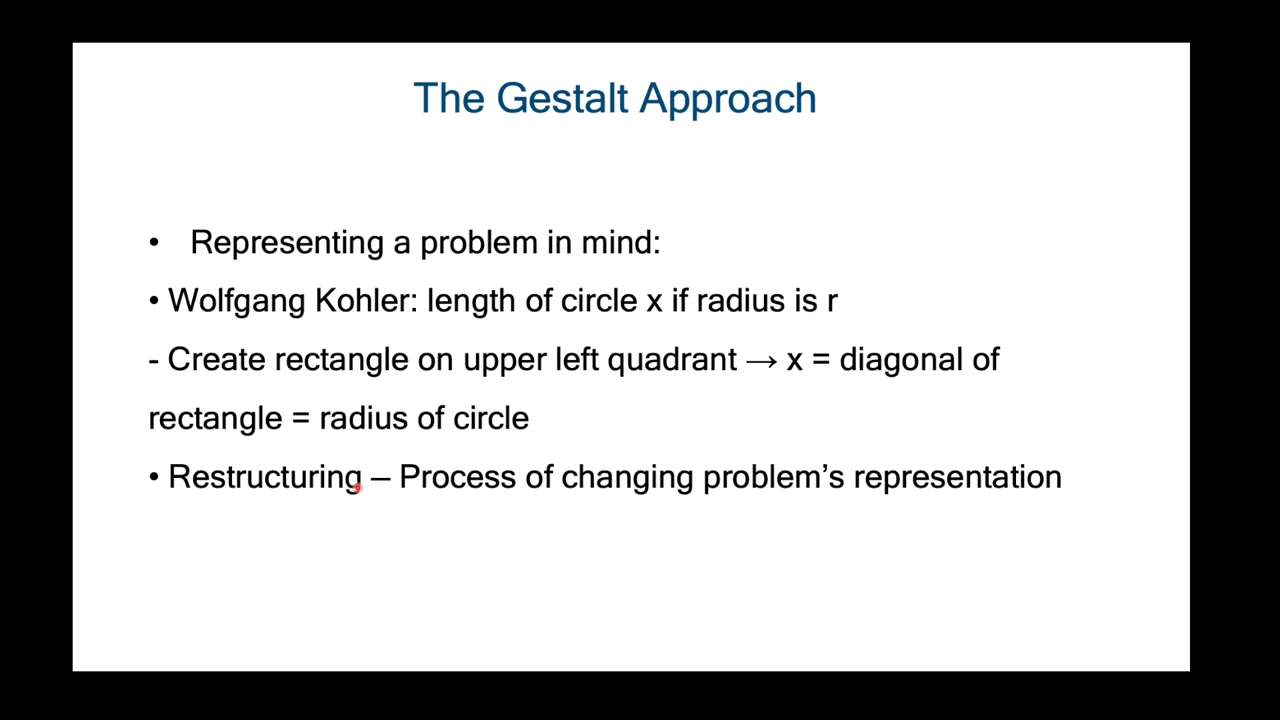 The Gestalt Approach
• Representing a problem in mind:
• Wolfgang Kohler: length of circle x if radius is r
- Create rectangle on upper left quadrant → x = diagonal of
rectangle = radius of circle
• Restructuring – Process of changing problem’s representation